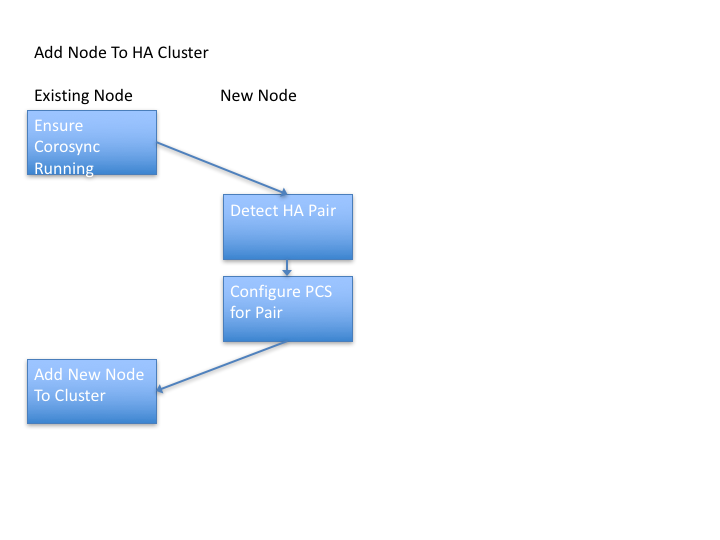 Add Node To HA Cluster
Existing Node
New Node
Ensure
Corosync
Running
Detect HA Pair
Configure PCS
for Pair
Add New Node
To Cluster